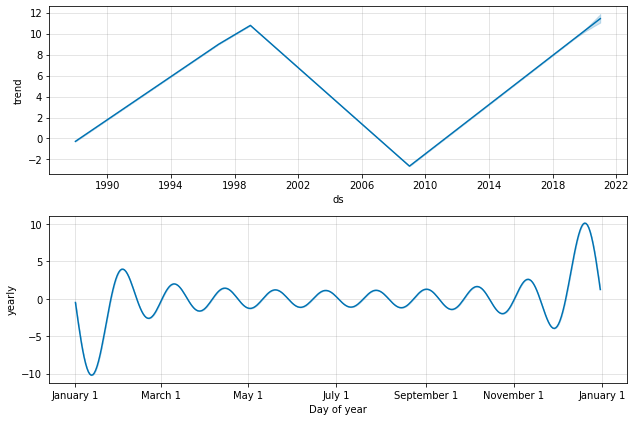 12
10
8
6
4
2
0
−2
trend
1990 1994 1998 2002 2006 2010 2014 2018 2022
ds
10
5
0
−5
−10
yearly
January 1 March 1 May 1 July 1 September 1 November 1 January 1
Day of year